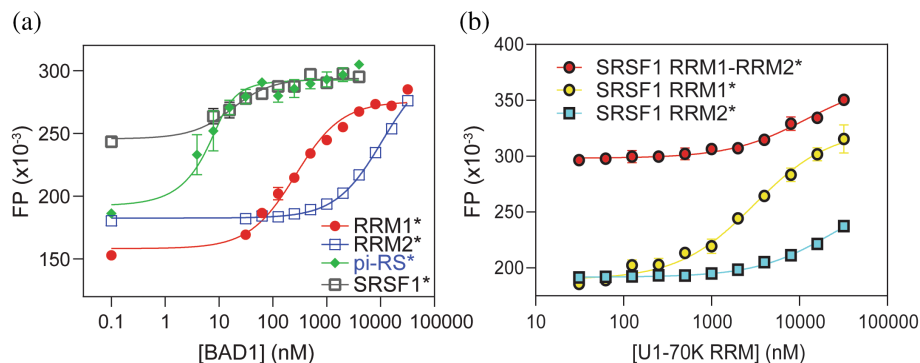 (a)
300
250
200
150
FP (x10⁻³)
RRM1*
RRM2*
pi-RS*
SRSF1*
0.1 1 10 100 1000 10000 100000
[BAD1] (nM)
(b)
400
350
300
250
200
FP (x10⁻³)
SRSF1 RRM1-RRM2*
SRSF1 RRM1*
SRSF1 RRM2*
10 100 1000 10000 100000
[U1-70K RRM] (nM)